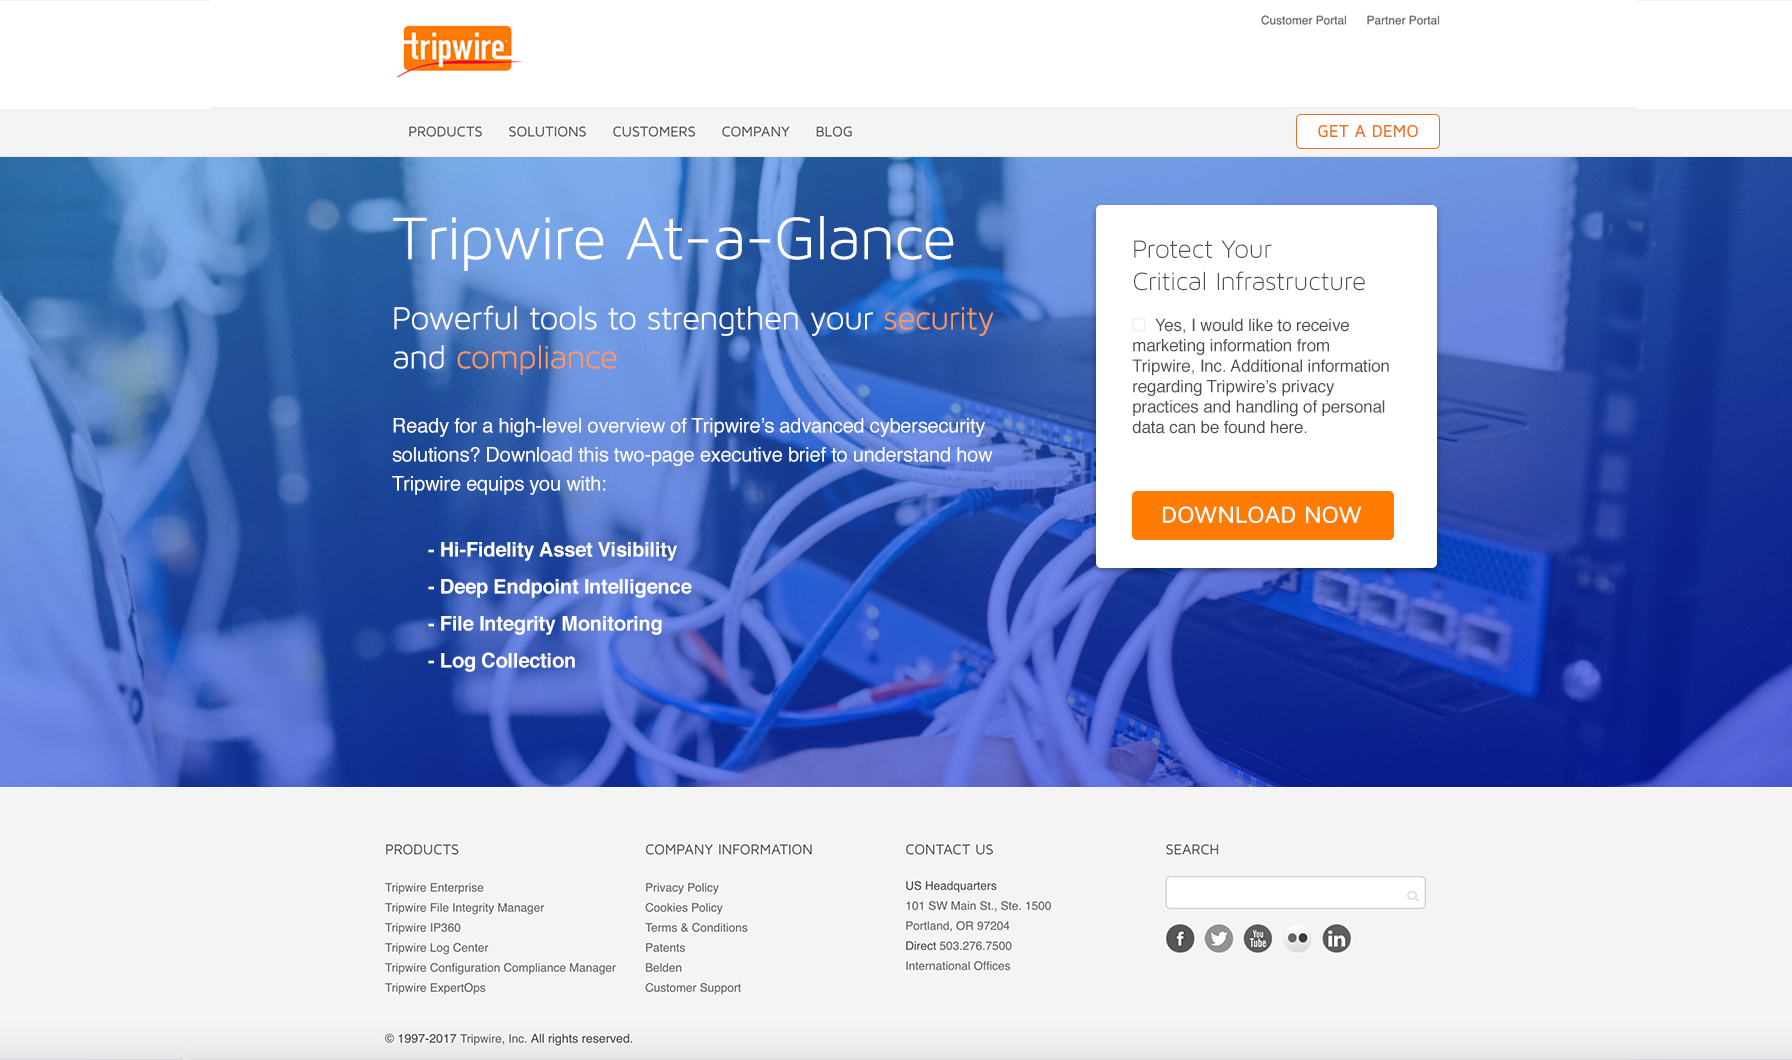 tripwire
Customer Portal
Partner Portal
PRODUCTS
SOLUTIONS
CUSTOMERS
COMPANY
BLOG
GET A DEMO
Tripwire At-a-Glance
Powerful tools to strengthen your security
and compliance
Ready for a high-level overview of Tripwire’s advanced cybersecurity
solutions? Download this two-page executive brief to understand how
Tripwire equips you with:
- Hi-Fidelity Asset Visibility
- Deep Endpoint Intelligence
- File Integrity Monitoring
- Log Collection
Protect Your
Critical Infrastructure
Yes, I would like to receive
marketing information from
Tripwire, Inc. Additional information
regarding Tripwire’s privacy
practices and handling of personal
data can be found here.
DOWNLOAD NOW
PRODUCTS
Tripwire Enterprise
Tripwire File Integrity Manager
Tripwire IP360
Tripwire Log Center
Tripwire Configuration Compliance Manager
Tripwire ExpertOps
COMPANY INFORMATION
Privacy Policy
Cookies Policy
Terms & Conditions
Patents
Belden
Customer Support
CONTACT US
US Headquarters
101 SW Main St., Ste. 1500
Portland, OR 97204
Direct 503.276.7500
International Offices
SEARCH
f
You
Tube
in
© 1997-2017 Tripwire, Inc. All rights reserved.